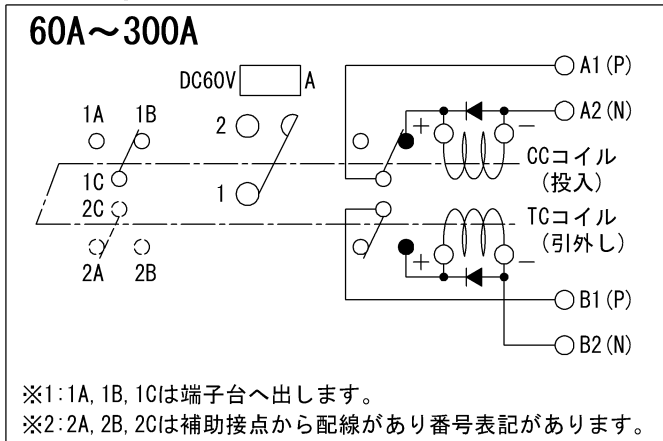 60A～300A
DC60V A
A1(P)
A2(N)
1A 1B 2 + −
CCコイル
(投入)
1C 1
2C
TCコイル
(引外し)
2A 2B + −
B1(P)
B2(N)
※1:1A, 1B, 1Cは端子台へ出します。
※2:2A, 2B, 2Cは補助接点から配線があり番号表記があります。